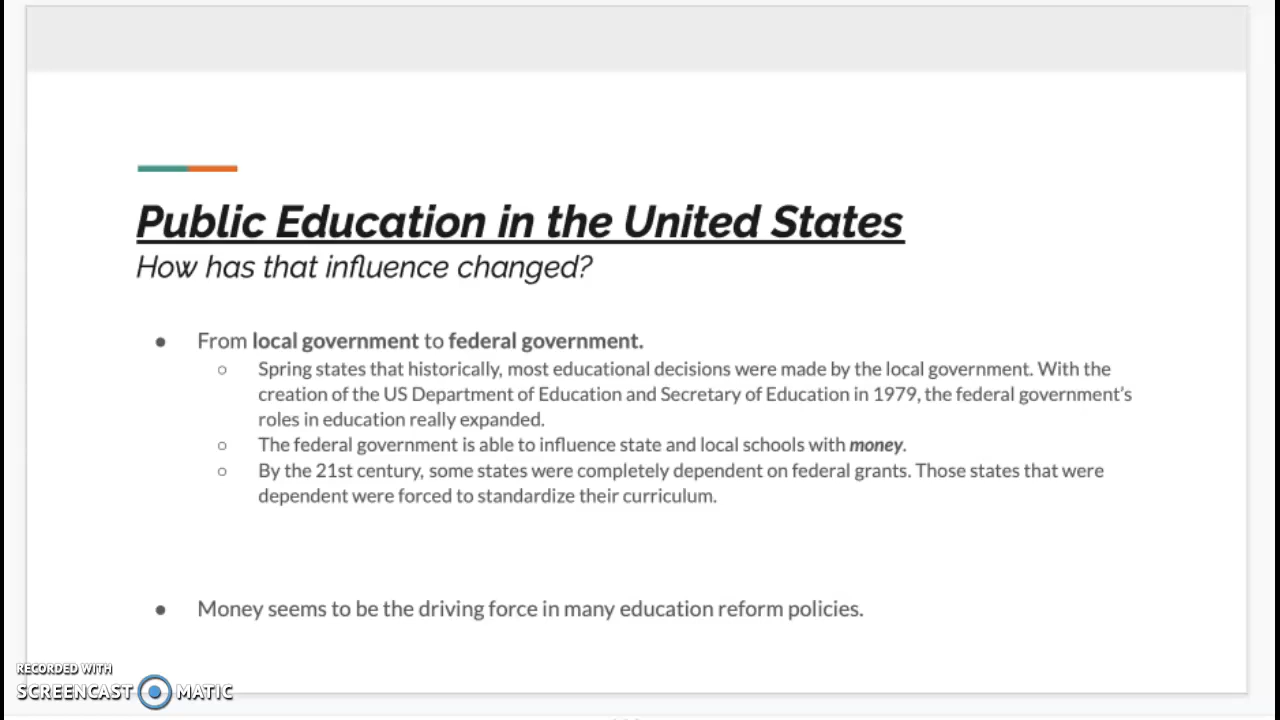 Public Education in the United States
How has that influence changed?
● From local government to federal government.
○ Spring states that historically, most educational decisions were made by the local government. With the
creation of the US Department of Education and Secretary of Education in 1979, the federal government's
roles in education really expanded.
○ The federal government is able to influence state and local schools with money.
○ By the 21st century, some states were completely dependent on federal grants. Those states that were
dependent were forced to standardize their curriculum.
● Money seems to be the driving force in many education reform policies.
RECORDED WITH
SCREENCAST MATIC